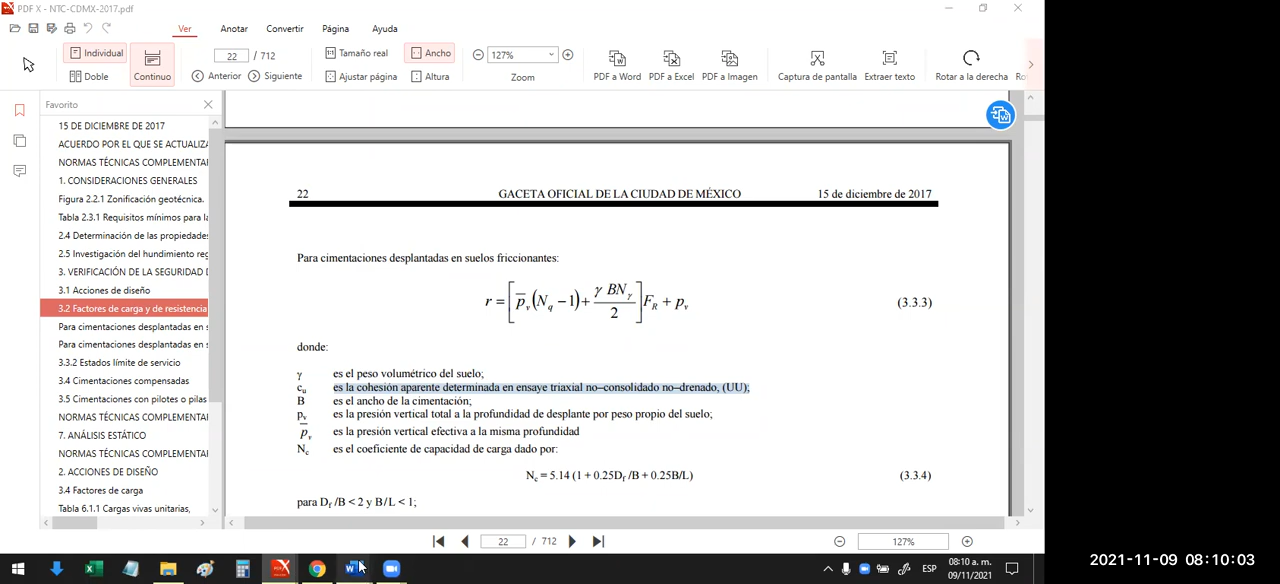 PDF X - NTC-CDMX-2017.pdf
Ver
Anotar
Convertir
Página
Ayuda
Individual
22 / 712
Tamaño real
Ancho
127%
Doble
Continuo
Anterior
Siguiente
Ajustar página
Altura
Zoom
PDF a Word
PDF a Excel
PDF a Imagen
Captura de pantalla
Extraer texto
Rotar a la derecha
Favorito
15 DE DICIEMBRE DE 2017
ACUERDO POR EL QUE SE ACTUALIZA
NORMAS TÉCNICAS COMPLEMENTAR
1. CONSIDERACIONES GENERALES
Figura 2.2.1 Zonificación geotécnica.
Tabla 2.3.1 Requisitos mínimos para la
2.4 Determinación de las propiedades
2.5 Investigación del hundimiento reg
3. VERIFICACIÓN DE LA SEGURIDAD D
3.1 Acciones de diseño
3.2 Factores de carga y de resistencia
Para cimentaciones desplantadas en s
Para cimentaciones desplantadas en s
3.3.2 Estados límite de servicio
3.4 Cimentaciones compensadas
3.5 Cimentaciones con pilotes o pilas
NORMAS TÉCNICAS COMPLEMENTAR
7. ANÁLISIS ESTÁTICO
NORMAS TÉCNICAS COMPLEMENTAR
2. ACCIONES DE DISEÑO
3.4 Factores de carga
Tabla 6.1.1 Cargas vivas unitarias,
22 GACETA OFICIAL DE LA CIUDAD DE MÉXICO 15 de diciembre de 2017
Para cimentaciones desplantadas en suelos friccionantes:
r = [ p̅v (Nq − 1) + γ BNγ / 2 ] FR + pv (3.3.3)
donde:
γ es el peso volumétrico del suelo;
cu es la cohesión aparente determinada en ensaye triaxial no–consolidado no–drenado, (UU);
B es el ancho de la cimentación;
pv es la presión vertical total a la profundidad de desplante por peso propio del suelo;
p̅v es la presión vertical efectiva a la misma profundidad
Nc es el coeficiente de capacidad de carga dado por:
Nc = 5.14 (1 + 0.25Df /B + 0.25B/L) (3.3.4)
para Df /B < 2 y B/L < 1;
22 / 712
127%
ESP
08:10 a. m.
09/11/2021
2021-11-09 08:10:03